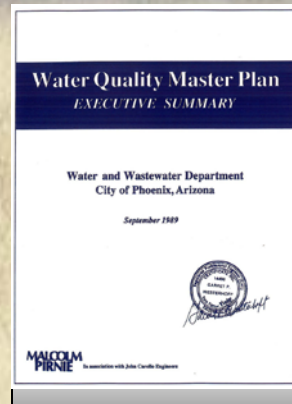 Water Quality Master Plan
EXECUTIVE SUMMARY
Water and Wastewater Department
City of Phoenix, Arizona
September 1989
MALCOLM
PIRNIE
In association with John Carollo Engineers